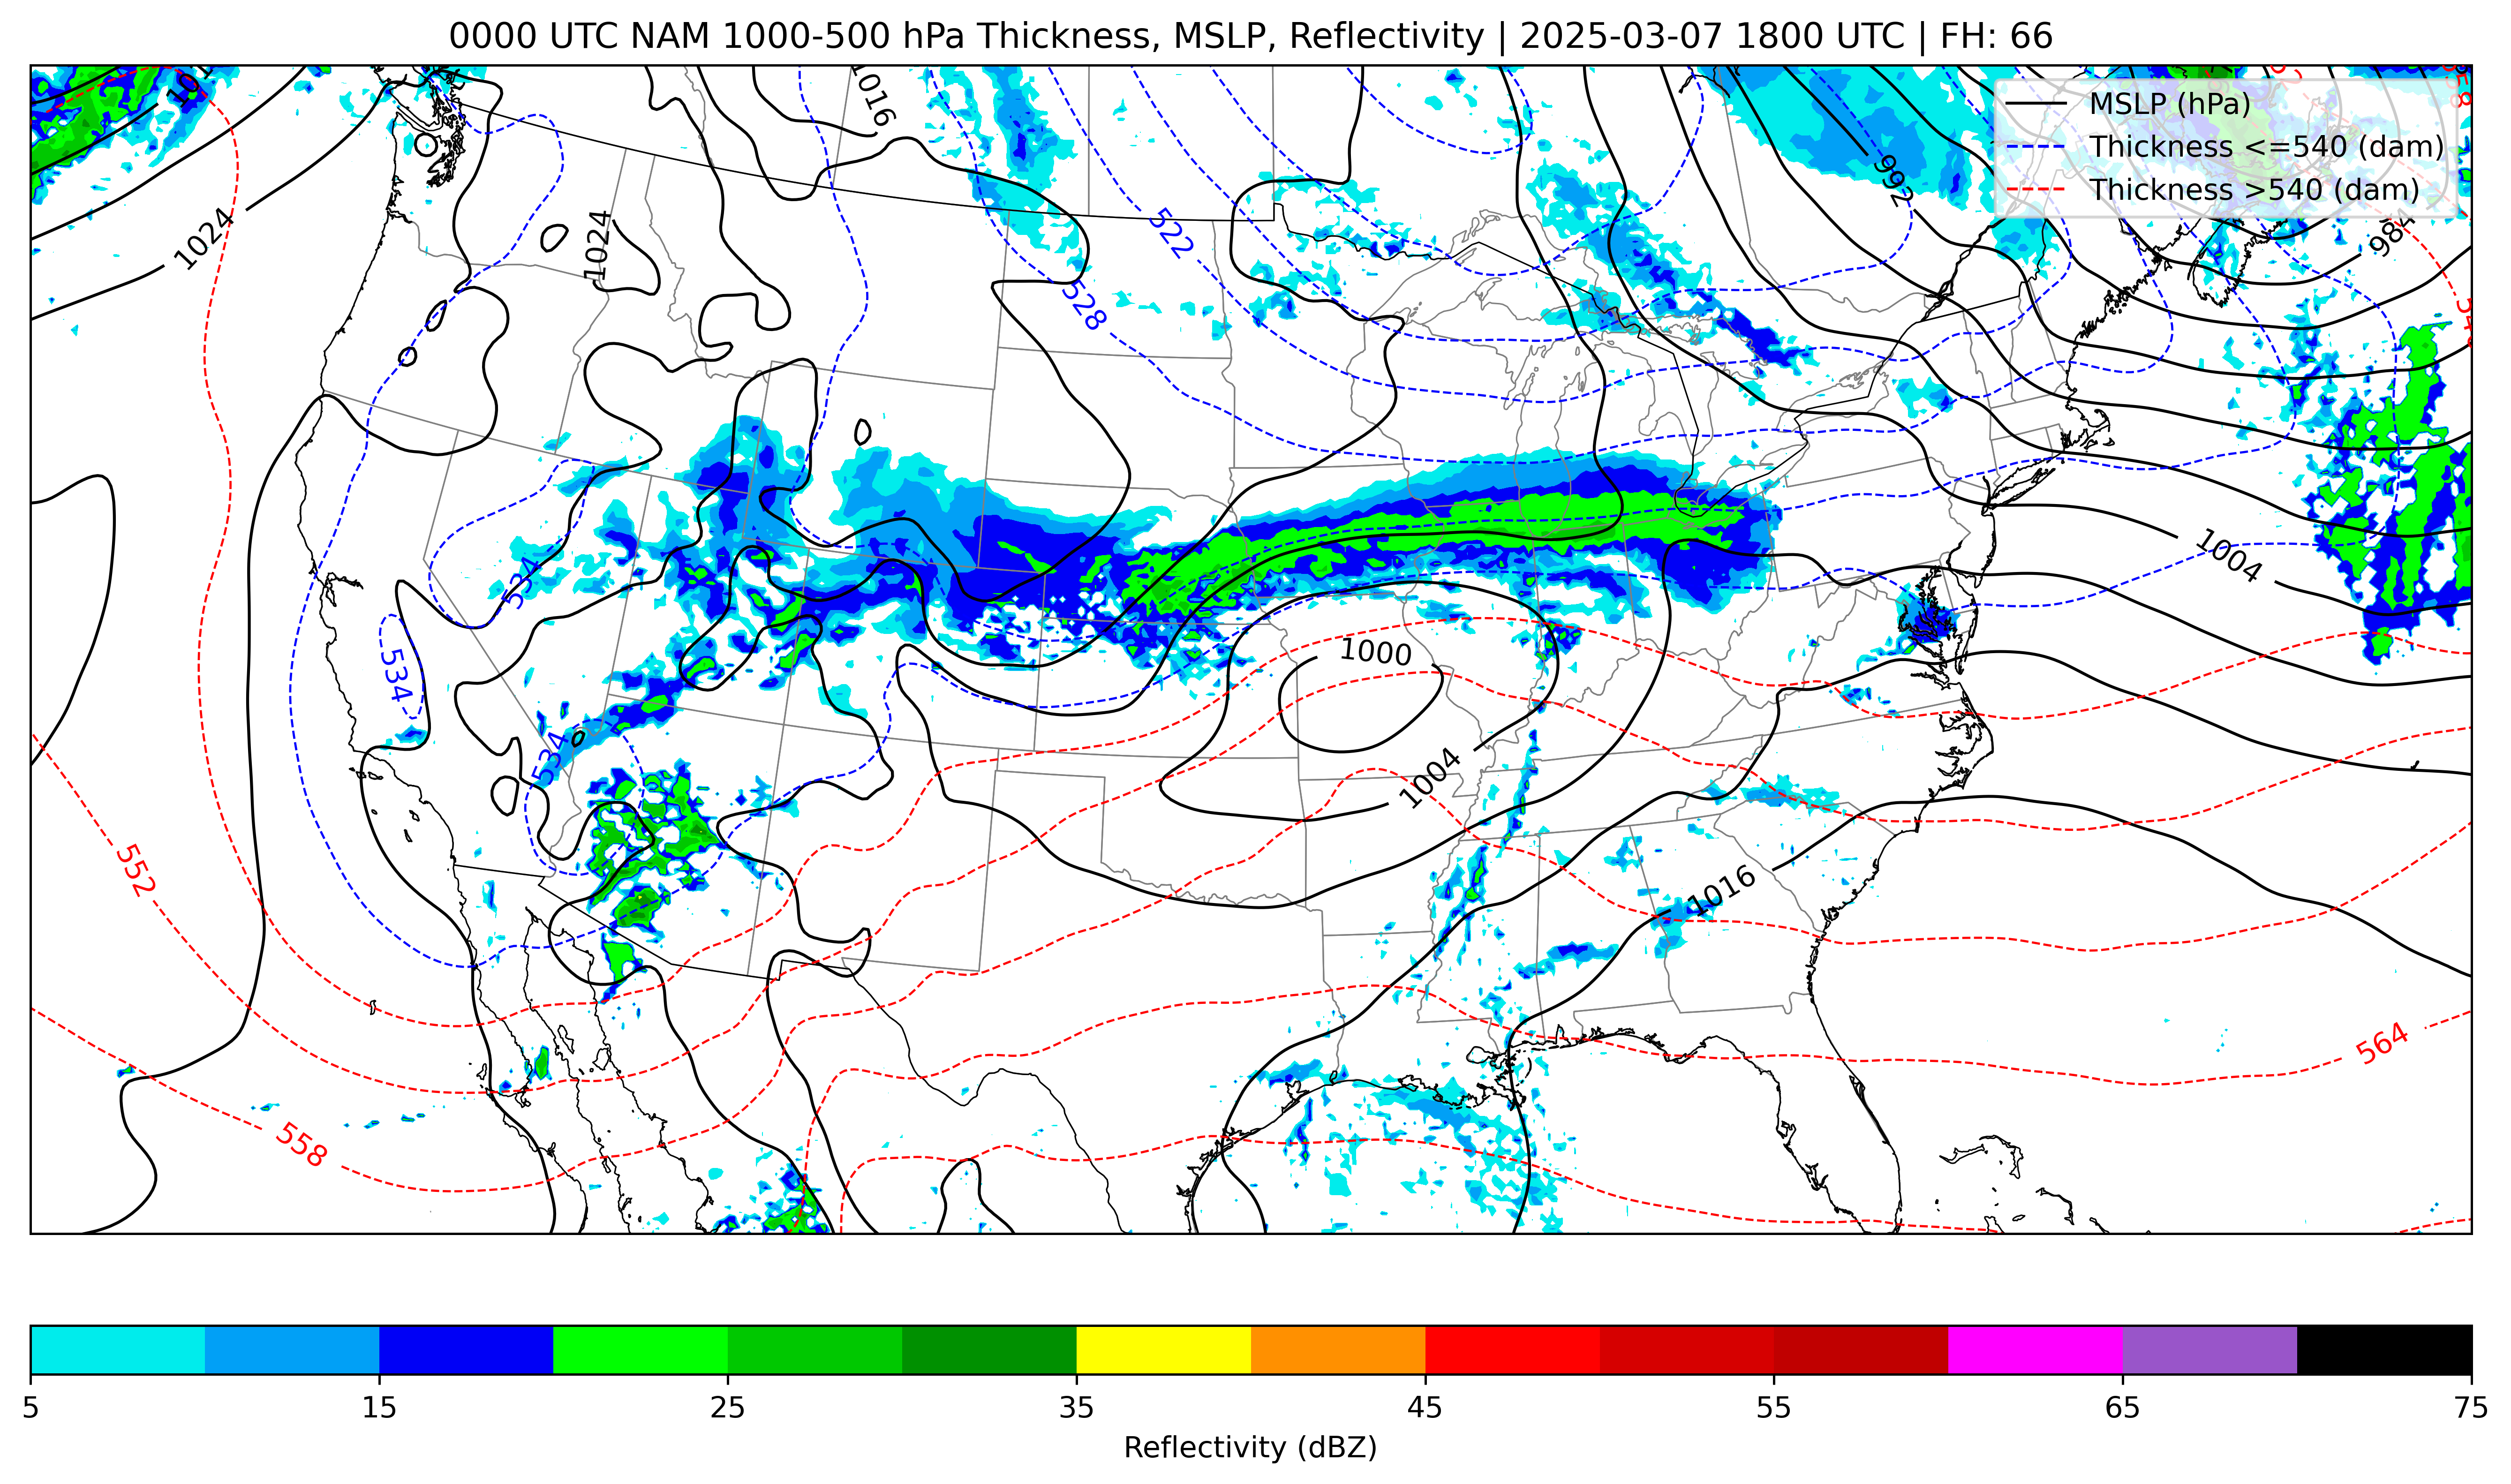 0000 UTC NAM 1000-500 hPa Thickness, MSLP, Reflectivity | 2025-03-07 1800 UTC | FH: 66
MSLP (hPa)
Thickness <=540 (dam)
Thickness >540 (dam)
1016
992
984
1024
1024
522
528
534
1004
534
1000
534
1004
552
1016
564
558
5 15 25 35 45 55 65 75
Reflectivity (dBZ)